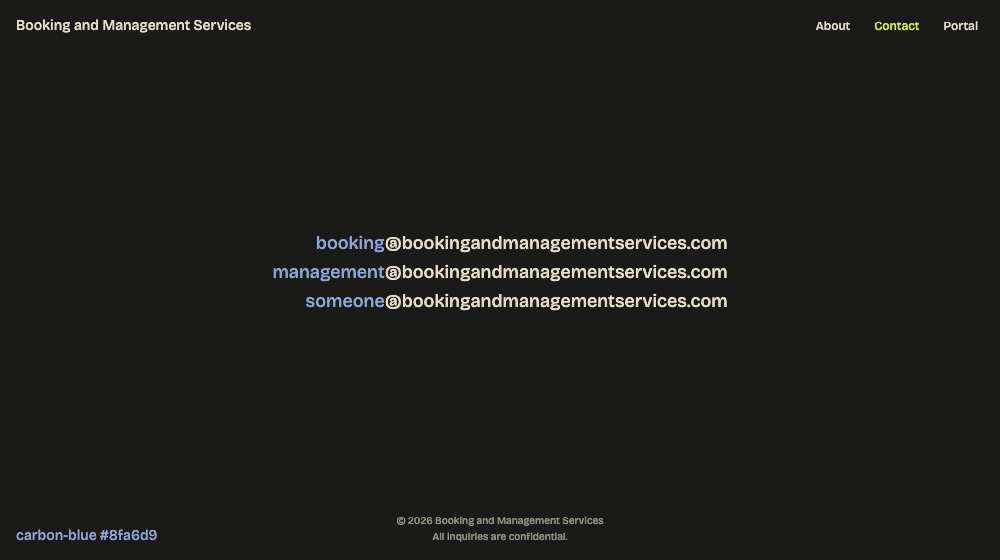 Booking and Management Services
About Contact Portal
booking@bookingandmanagementservices.com
management@bookingandmanagementservices.com
someone@bookingandmanagementservices.com
© 2026 Booking and Management Services
All inquiries are confidential.
carbon-blue #8fa6d9